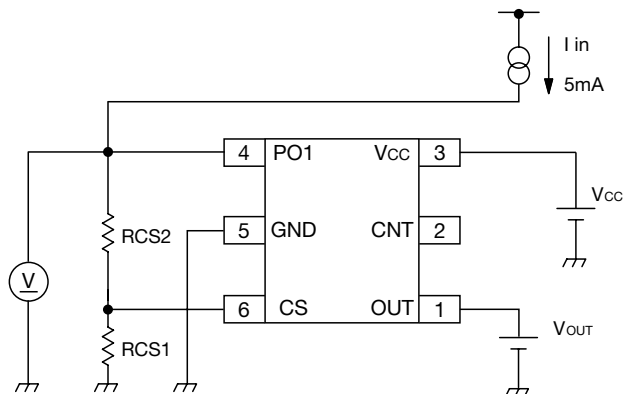 I in
5mA
4 PO1 VCC 3
VCC
RCS2
5 GND CNT 2
V
6 CS OUT 1
VOUT
RCS1